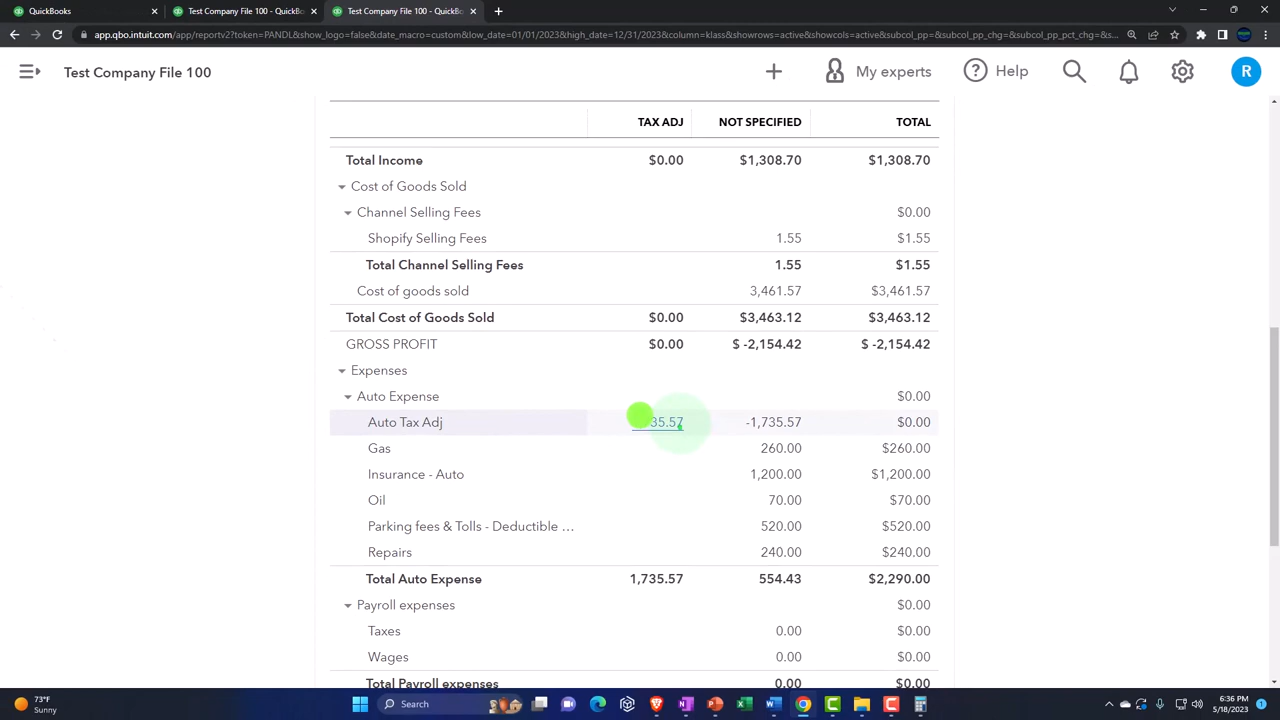 QuickBooks × Test Company File 100 - QuickBo × Test Company File 100 - QuickBo × +
app.qbo.intuit.com/app/reportv2?token=PANDL&show_logo=false&date_macro=custom&low_date=01/01/2023&high_date=12/31/2023&column=klass&showrows=active&showcols=active&subcol_pp=&subcol_pp_chg=&subcol_pp_pct_chg=&s...
Test Company File 100 + My experts Help R
TAX ADJ NOT SPECIFIED TOTAL
Total Income $0.00 $1,308.70 $1,308.70
Cost of Goods Sold
Channel Selling Fees $0.00
Shopify Selling Fees 1.55 $1.55
Total Channel Selling Fees 1.55 $1.55
Cost of goods sold 3,461.57 $3,461.57
Total Cost of Goods Sold $0.00 $3,463.12 $3,463.12
GROSS PROFIT $0.00 $ -2,154.42 $ -2,154.42
Expenses
Auto Expense $0.00
Auto Tax Adj 35.57 -1,735.57 $0.00
Gas 260.00 $260.00
Insurance - Auto 1,200.00 $1,200.00
Oil 70.00 $70.00
Parking fees & Tolls - Deductible ... 520.00 $520.00
Repairs 240.00 $240.00
Total Auto Expense 1,735.57 554.43 $2,290.00
Payroll expenses $0.00
Taxes 0.00 $0.00
Wages 0.00 $0.00
Total Payroll expenses 0.00 $0.00
73°F
Sunny
Search
6:36 PM
5/18/2023